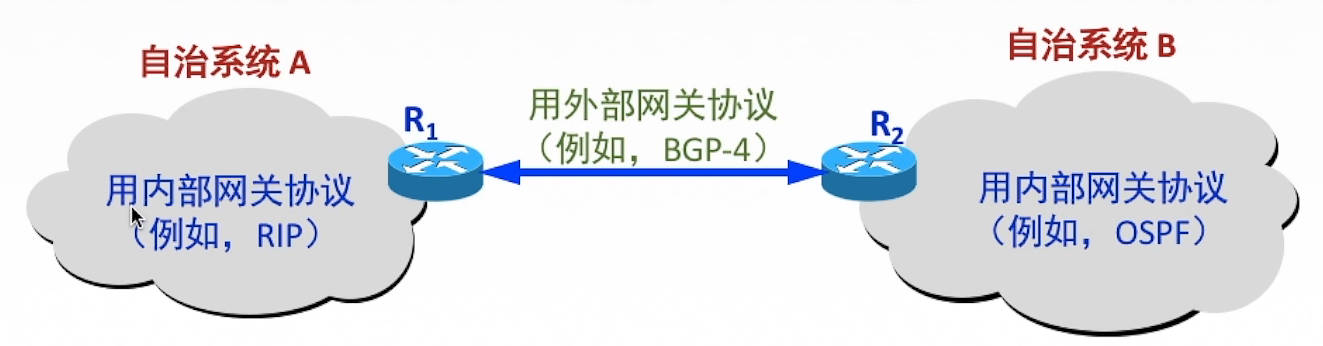 自治系统 A
自治系统 B
R1
用外部网关协议
（例如，BGP-4）
R2
用内部网关协议
（例如，RIP）
用内部网关协议
（例如，OSPF）